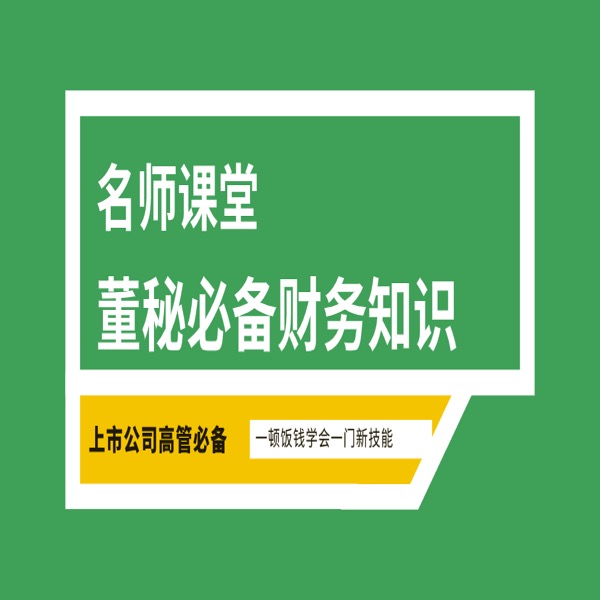 名师课堂
董秘必备财务知识
上市公司高管必备
一顿饭钱学会一门新技能